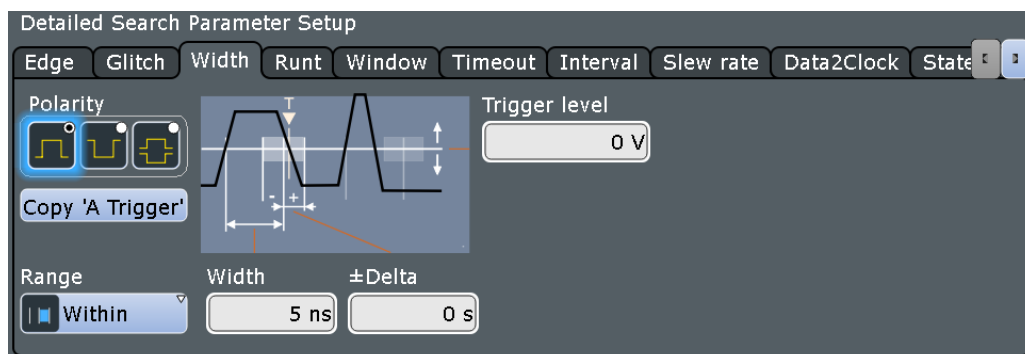 Detailed Search Parameter Setup
Edge Glitch Width Runt Window Timeout Interval Slew rate Data2Clock State
Polarity
Trigger level
T
0 V
Copy 'A Trigger'
- +
Range Width ±Delta
Within 5 ns 0 s